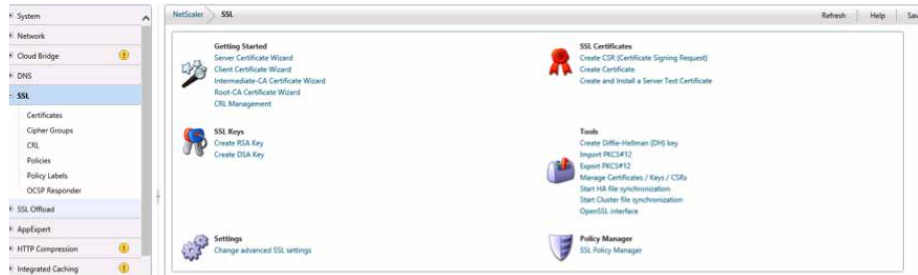 NetScaler SSL
Refresh Help Sav
System
Network
Cloud Bridge
DNS
SSL
Certificates
Cipher Groups
CRL
Policies
Policy Labels
OCSP Responder
SSL Offload
AppExpert
HTTP Compression
Integrated Caching
Getting Started
Server Certificate Wizard
Client Certificate Wizard
Intermediate-CA Certificate Wizard
Root-CA Certificate Wizard
CRL Management
SSL Certificates
Create CSR (Certificate Signing Request)
Create Certificate
Create and Install a Server Test Certificate
SSL Keys
Create RSA Key
Create DSA Key
Tools
Create Diffie-Hellman (DH) key
Import PKCS#12
Export PKCS#12
Manage Certificates / Keys / CSRs
Start HA file synchronization
Start Cluster file synchronization
OpenSSL interface
Settings
Change advanced SSL settings
Policy Manager
SSL Policy Manager